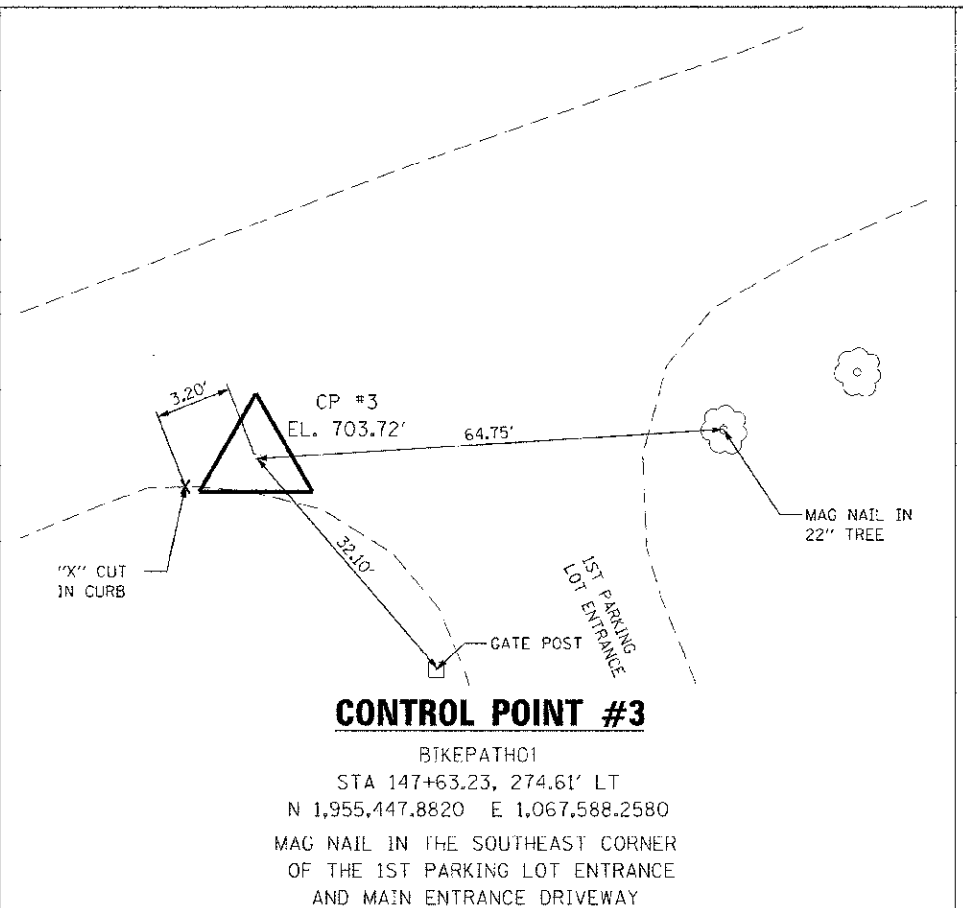 3.20'
CP #3
EL. 703.72'
64.75'
MAG NAIL IN
22" TREE
"X" CUT
IN CURB
32.10'
1ST PARKING
LOT ENTRANCE
GATE POST
CONTROL POINT #3
BIKEPATH01
STA 147+63.23, 274.61' LT
N 1,955,447.8820 E 1,067,588.2580
MAG NAIL IN THE SOUTHEAST CORNER
OF THE 1ST PARKING LOT ENTRANCE
AND MAIN ENTRANCE DRIVEWAY